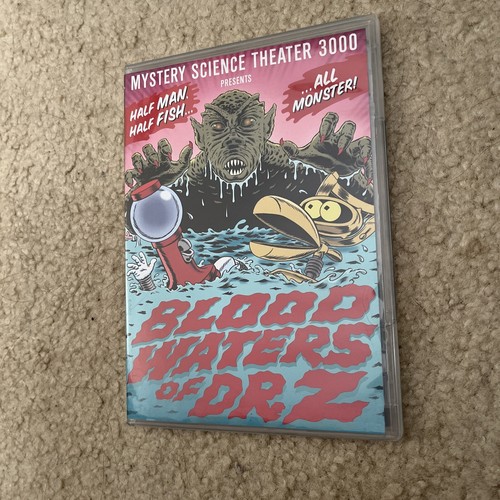 MYSTERY SCIENCE THEATER 3000
PRESENTS
HALF MAN,
HALF FISH...
...ALL
MONSTER!
BLOOD
WATERS
OF DR. Z